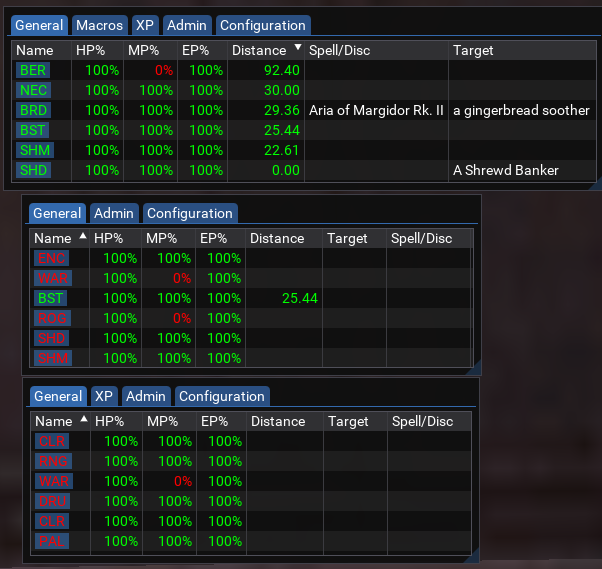 General Macros XP Admin Configuration
Name HP% MP% EP% Distance Spell/Disc Target
BER 100% 0% 100% 92.40
NEC 100% 100% 100% 30.00
BRD 100% 100% 100% 29.36 Aria of Margidor Rk. II a gingerbread soother
BST 100% 100% 100% 25.44
SHM 100% 100% 100% 22.61
SHD 100% 100% 100% 0.00 A Shrewd Banker
General Admin Configuration
Name HP% MP% EP% Distance Target Spell/Disc
ENC 100% 100% 100%
WAR 100% 0% 100%
BST 100% 100% 100% 25.44
ROG 100% 0% 100%
SHD 100% 100% 100%
SHM 100% 100% 100%
General XP Admin Configuration
Name HP% MP% EP% Distance Target Spell/Disc
CLR 100% 100% 100%
RNG 100% 100% 100%
WAR 100% 0% 100%
DRU 100% 100% 100%
CLR 100% 100% 100%
PAL 100% 100% 100%